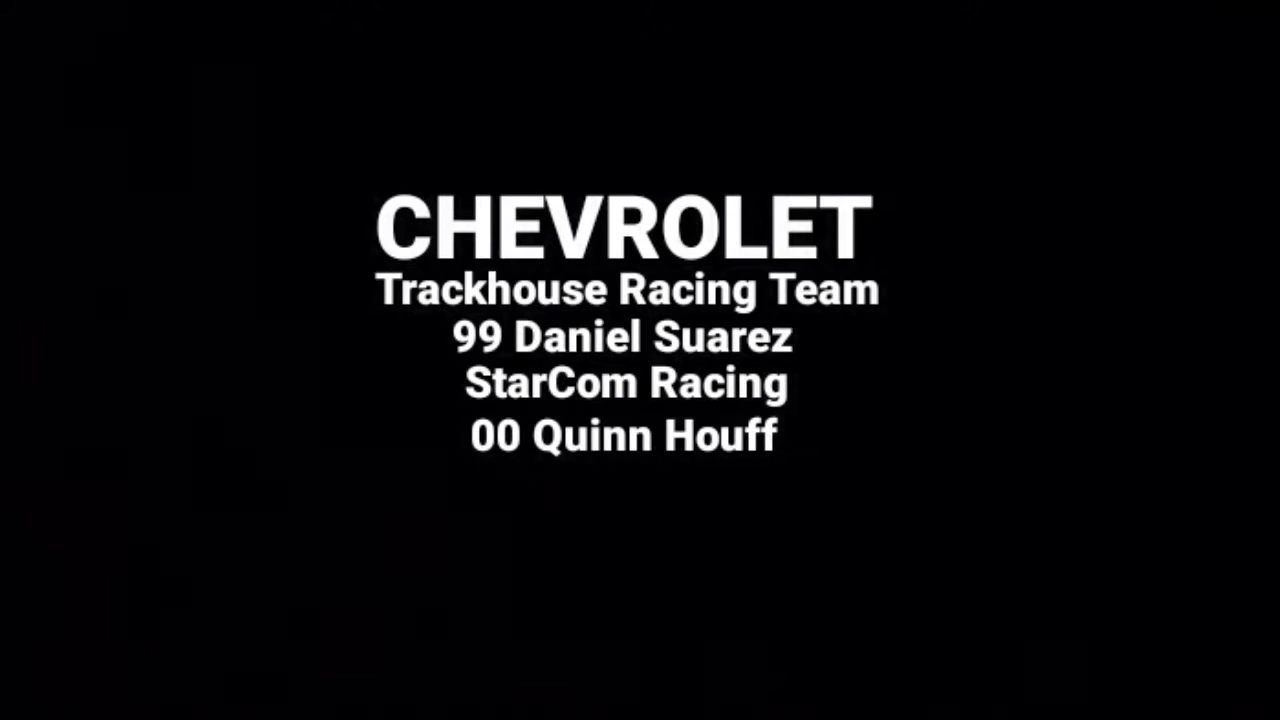 CHEVROLET
Trackhouse Racing Team
99 Daniel Suarez
StarCom Racing
00 Quinn Houff